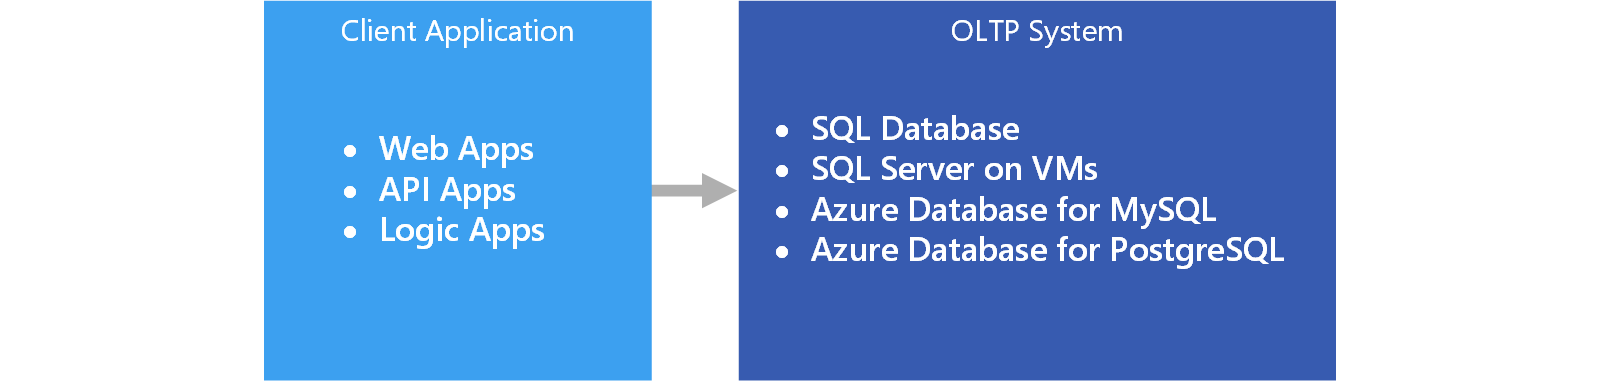 Client Application
● Web Apps
● API Apps
● Logic Apps
OLTP System
● SQL Database
● SQL Server on VMs
● Azure Database for MySQL
● Azure Database for PostgreSQL